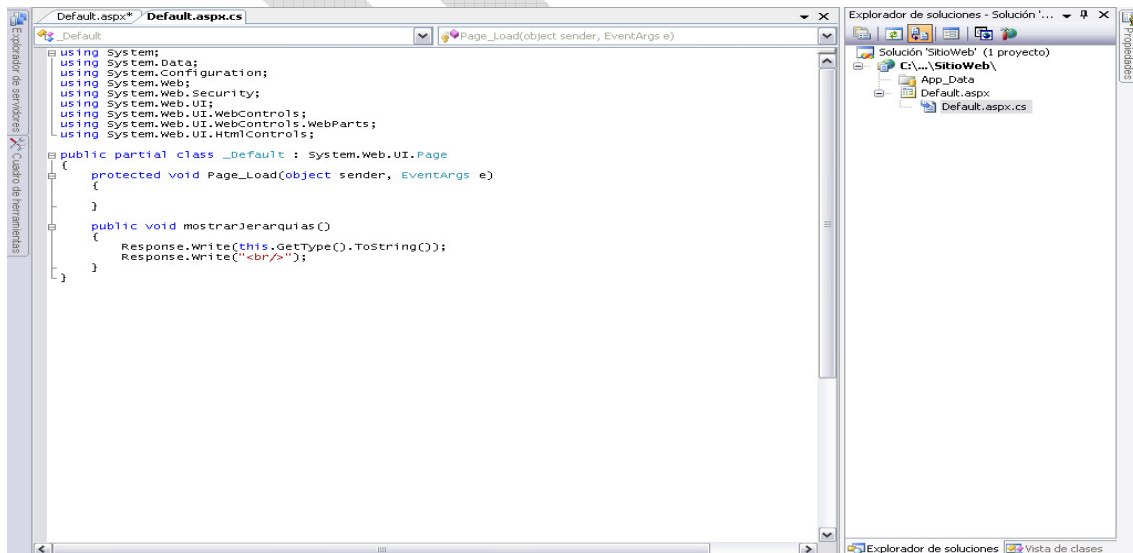 Default.aspx* Default.aspx.cs
_Default Page_Load(object sender, EventArgs e)
using System;
using System.Data;
using System.Configuration;
using System.Web;
using System.Web.Security;
using System.Web.UI;
using System.Web.UI.WebControls;
using System.Web.UI.WebControls.WebParts;
using System.Web.UI.HtmlControls;
public partial class _Default : System.Web.UI.Page
{
protected void Page_Load(object sender, EventArgs e)
{
}
public void mostrarJerarquias()
{
Response.Write(this.GetType().ToString());
Response.Write("<br/>");
}
}
Explorador de servidores
Cuadro de herramientas
Explorador de soluciones - Solución '...
Solución 'SitioWeb' (1 proyecto)
C:\...\SitioWeb\
App_Data
Default.aspx
Default.aspx.cs
Explorador de soluciones Vista de clases
Propiedades